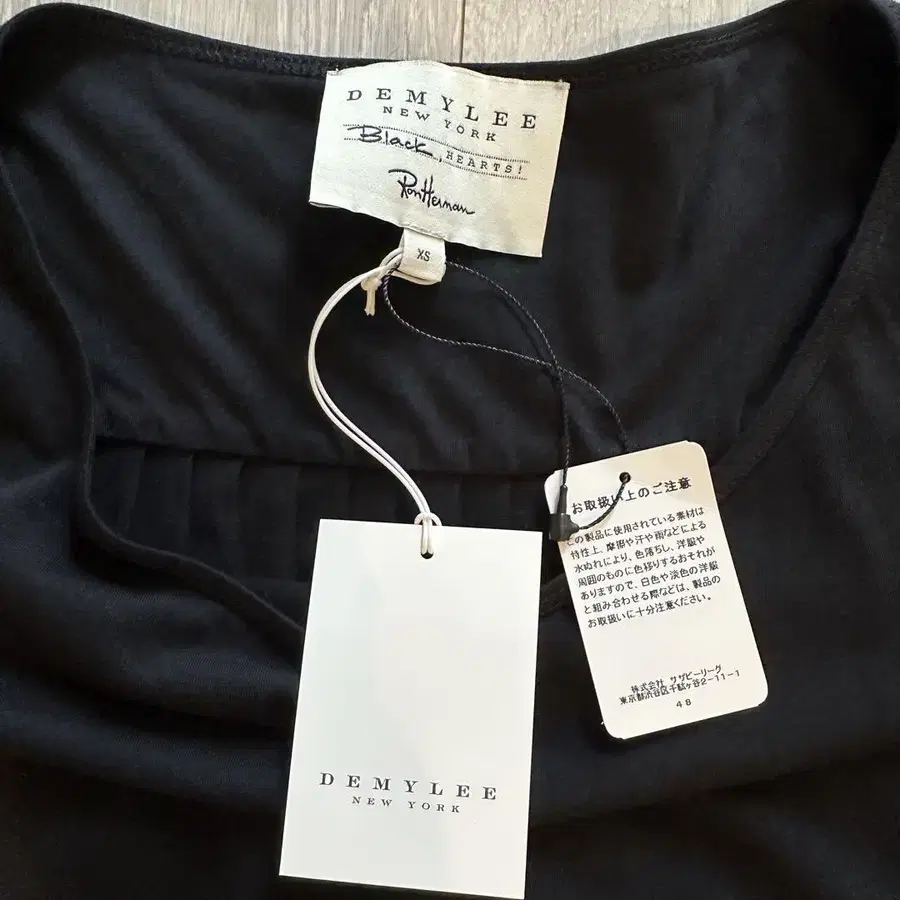 DEMYLEE
NEW YORK
Black, HEARTS!
RonHerman
XS
お取扱い上のご注意
この製品に使用されている素材は
特性上、摩擦や汗や雨などによる
水ぬれにより、色落ちし、洋服や
周囲のものに色移りするおそれが
ありますので、白色や淡色の洋服
と組み合わせる際などは、製品の
お取扱いに十分注意ください。
株式会社 サザビーリーグ
東京都渋谷区千駄ヶ谷2-11-1
48
DEMYLEE
NEW YORK